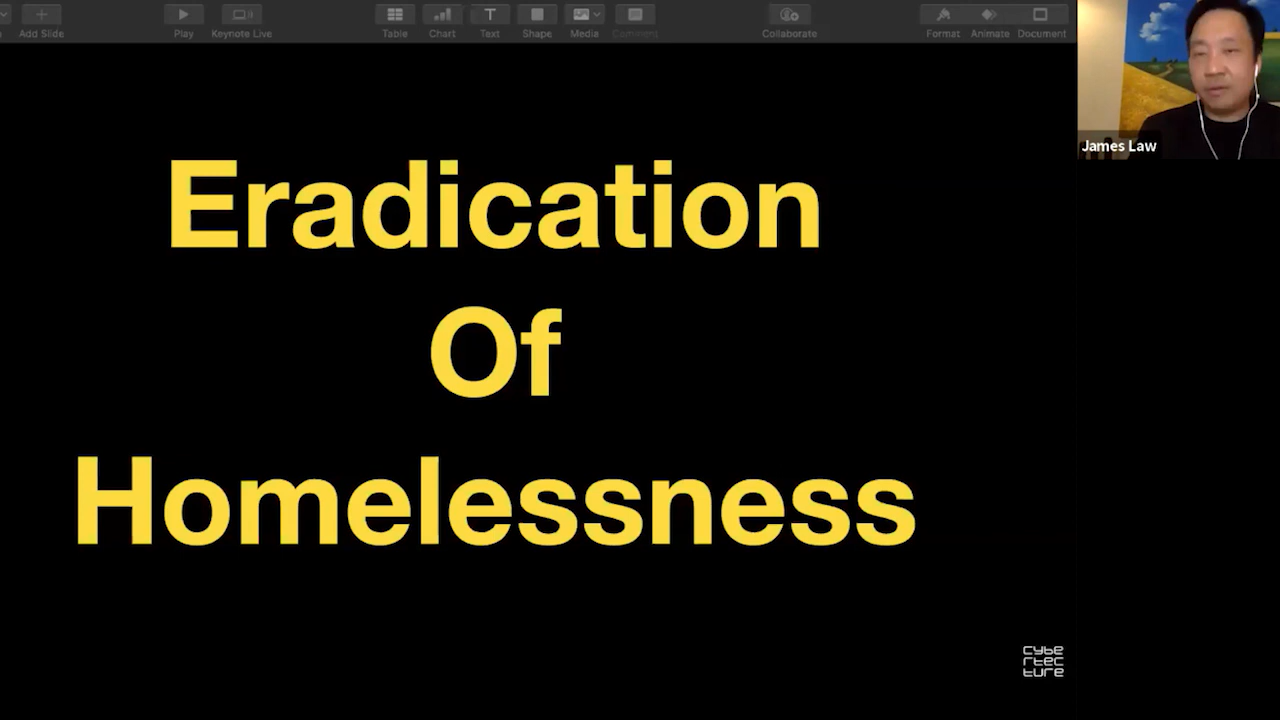 Add Slide
Play
Keynote Live
Table
Chart
Text
Shape
Media
Comment
Collaborate
Format
Animate
Document
James Law
Eradication
Of
Homelessness
cybe
rtec
ture